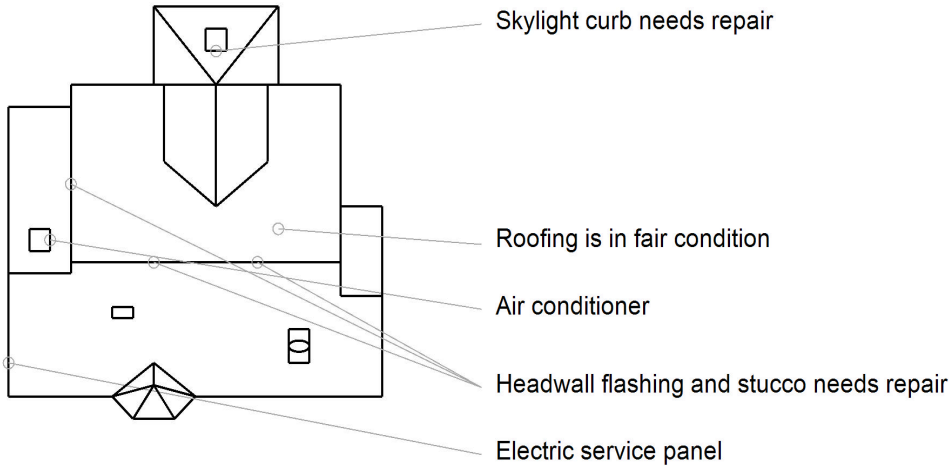 Skylight curb needs repair
Roofing is in fair condition
Air conditioner
Headwall flashing and stucco needs repair
Electric service panel